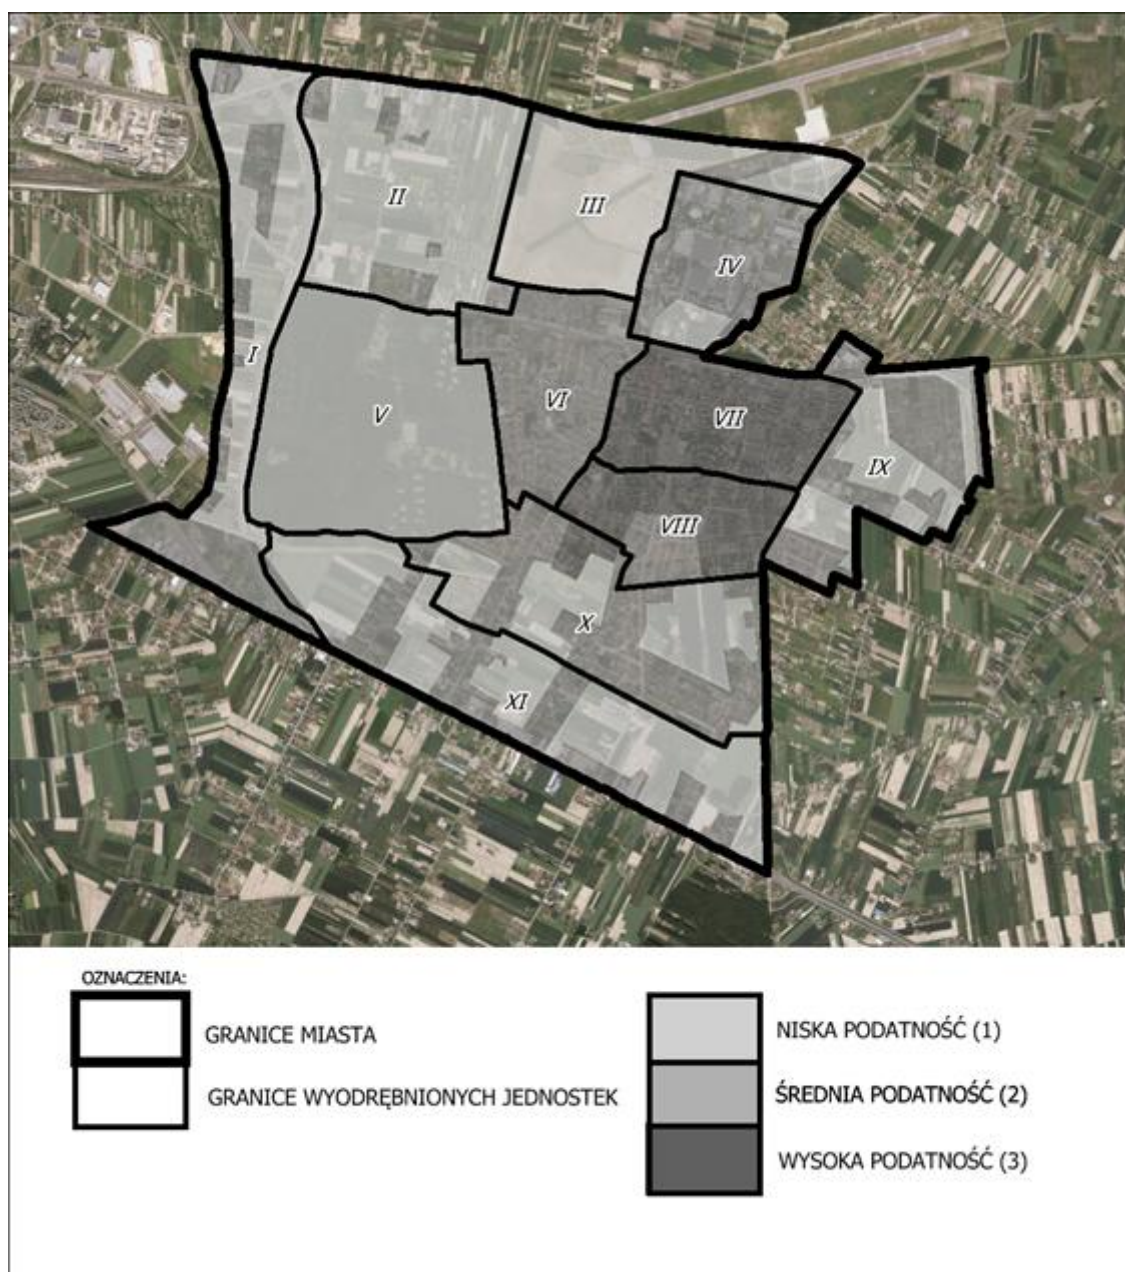 II
III
IV
I
V
VI
VII
IX
VIII
X
XI
OZNACZENIA:
GRANICE MIASTA
GRANICE WYODRĘBNIONYCH JEDNOSTEK
NISKA PODATNOŚĆ (1)
ŚREDNIA PODATNOŚĆ (2)
WYSOKA PODATNOŚĆ (3)